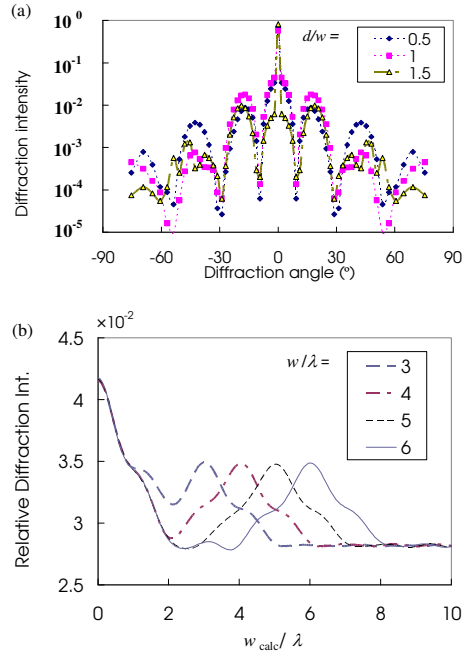 (a)
d/w =
0.5
1
1.5
10^0
10^-1
10^-2
10^-3
10^-4
10^-5
Diffraction intensity
-90 -60 -30 0 30 60 90
Diffraction angle (º)
(b)
×10^-2
w/λ =
3
4
5
6
4.5
3.5
2.5
Relative Diffraction Int.
0 2 4 6 8 10
w_calc/ λ